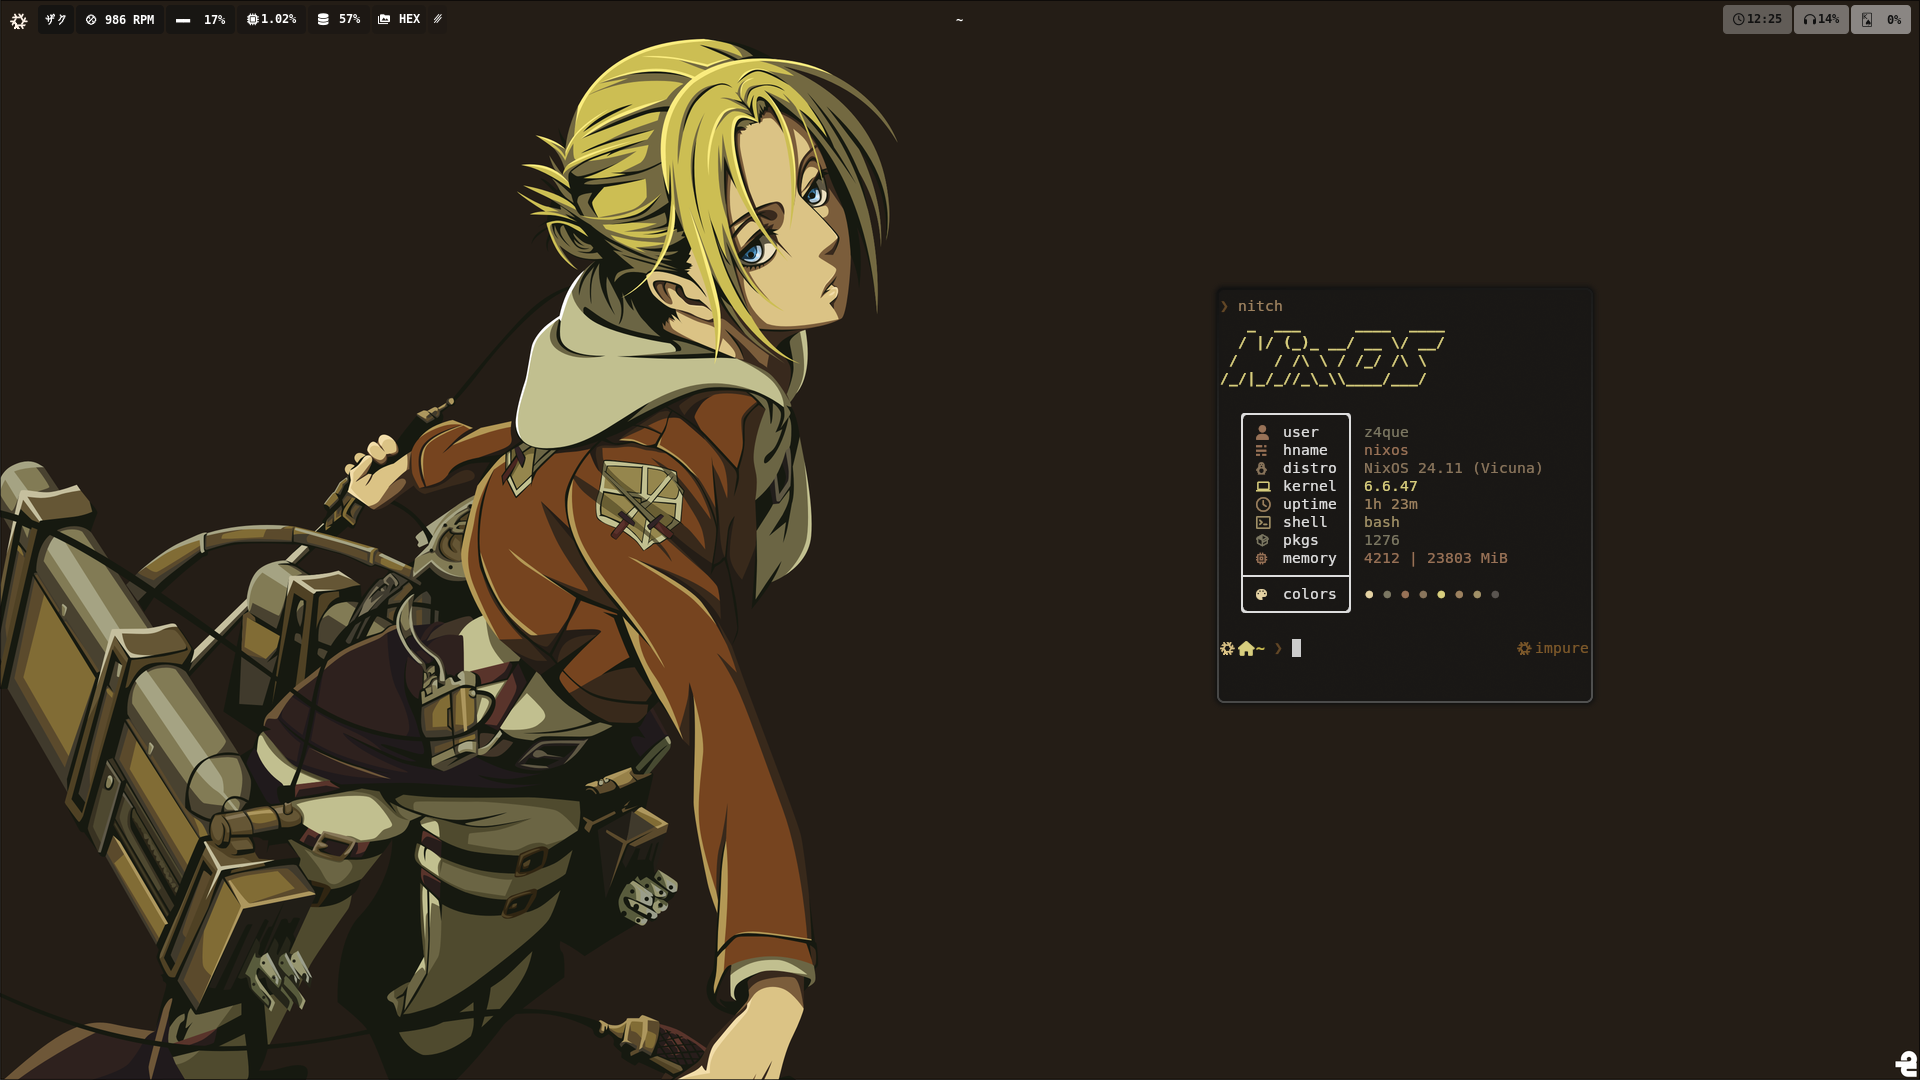 ザク 986 RPM 17% 1.02% 57% HEX
~
12:25 14% 0%
❯ nitch
user z4que
hname nixos
distro NixOS 24.11 (Vicuna)
kernel 6.6.47
uptime 1h 23m
shell bash
pkgs 1276
memory 4212 | 23803 MiB
colors
~ ❯ impure